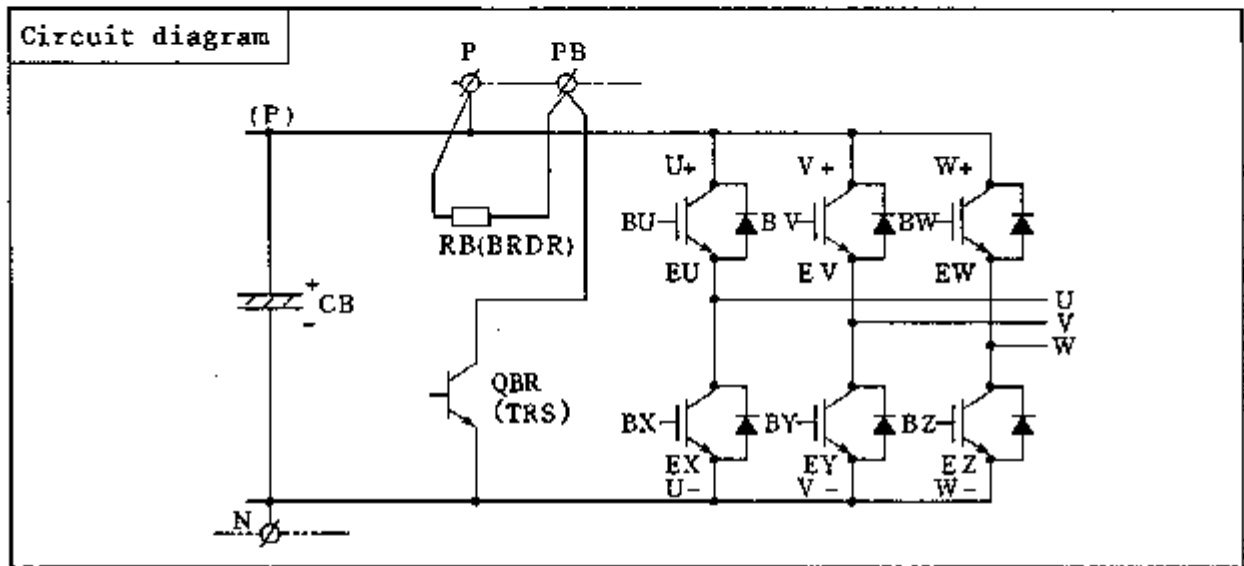 Circuit diagram
P PB
(P)
U+ V+ W+
BU BV BW
RB(BRDR)
EU EV EW
+
CB
-
U
V
W
QBR
(TRS)
BX BY BZ
EX EY EZ
U- V- W-
N